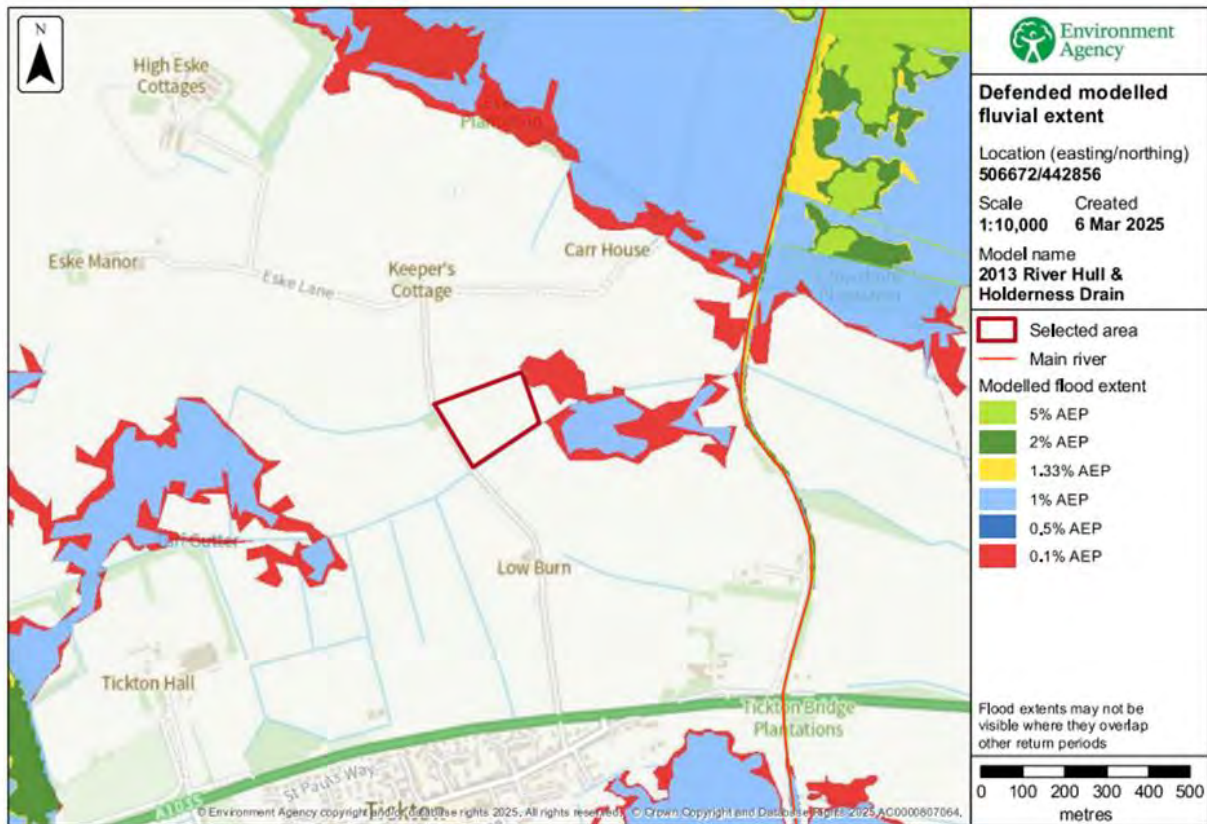 N
High Eske
Cottages
Plantation
Eske Manor
Eske Lane
Keeper's
Cottage
Carr House
Low Burn
Tickton Hall
Tickton Bridge
Plantations
St Paul's Way
A1035
Tickton
© Environment Agency copyright and/or database rights 2025. All rights reserved. © Crown Copyright and Database rights 2025 AC0000807064,
Environment
Agency
Defended modelled
fluvial extent
Location (easting/northing)
506672/442856
Scale Created
1:10,000 6 Mar 2025
Model name
2013 River Hull &
Holderness Drain
Selected area
Main river
Modelled flood extent
5% AEP
2% AEP
1.33% AEP
1% AEP
0.5% AEP
0.1% AEP
Flood extents may not be
visible where they overlap
other return periods
0 100 200 300 400 500
metres